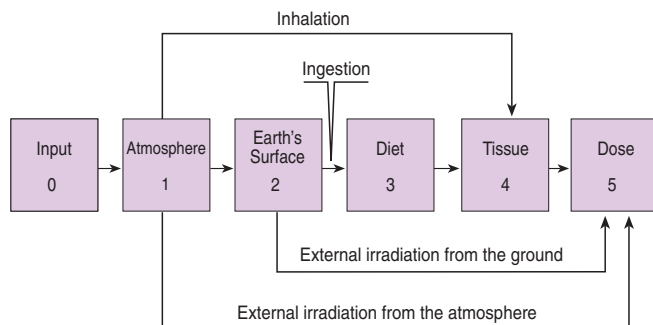 Inhalation
Ingestion
Input
0
Atmosphere
1
Earth's
Surface
2
Diet
3
Tissue
4
Dose
5
External irradiation from the ground
External irradiation from the atmosphere